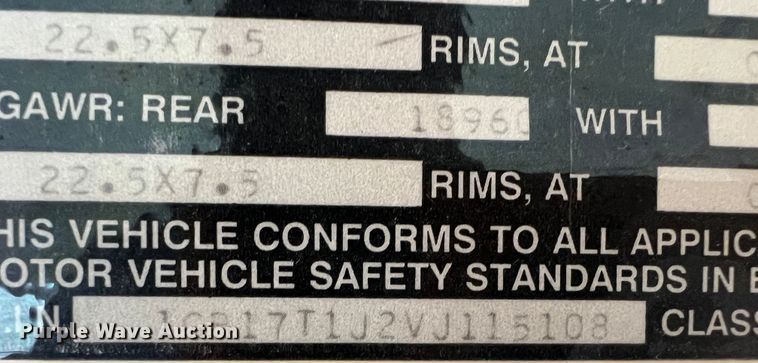 WITH
22.5X7.5 RIMS, AT
GAWR: REAR 18960 WITH
22.5X7.5 RIMS, AT
HIS VEHICLE CONFORMS TO ALL APPLIC
OTOR VEHICLE SAFETY STANDARDS IN E
Purple Wave Auction
CLASS